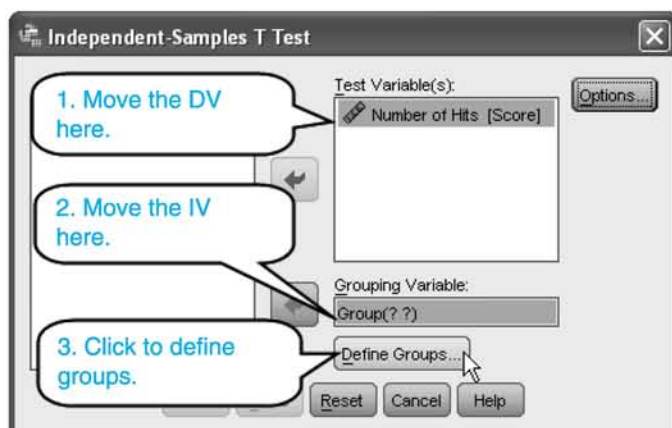 Independent-Samples T Test
1. Move the DV
here.
Test Variable(s):
Number of Hits [Score]
Options...
2. Move the IV
here.
Grouping Variable:
Group(? ?)
3. Click to define
groups.
Define Groups...
Reset
Cancel
Help